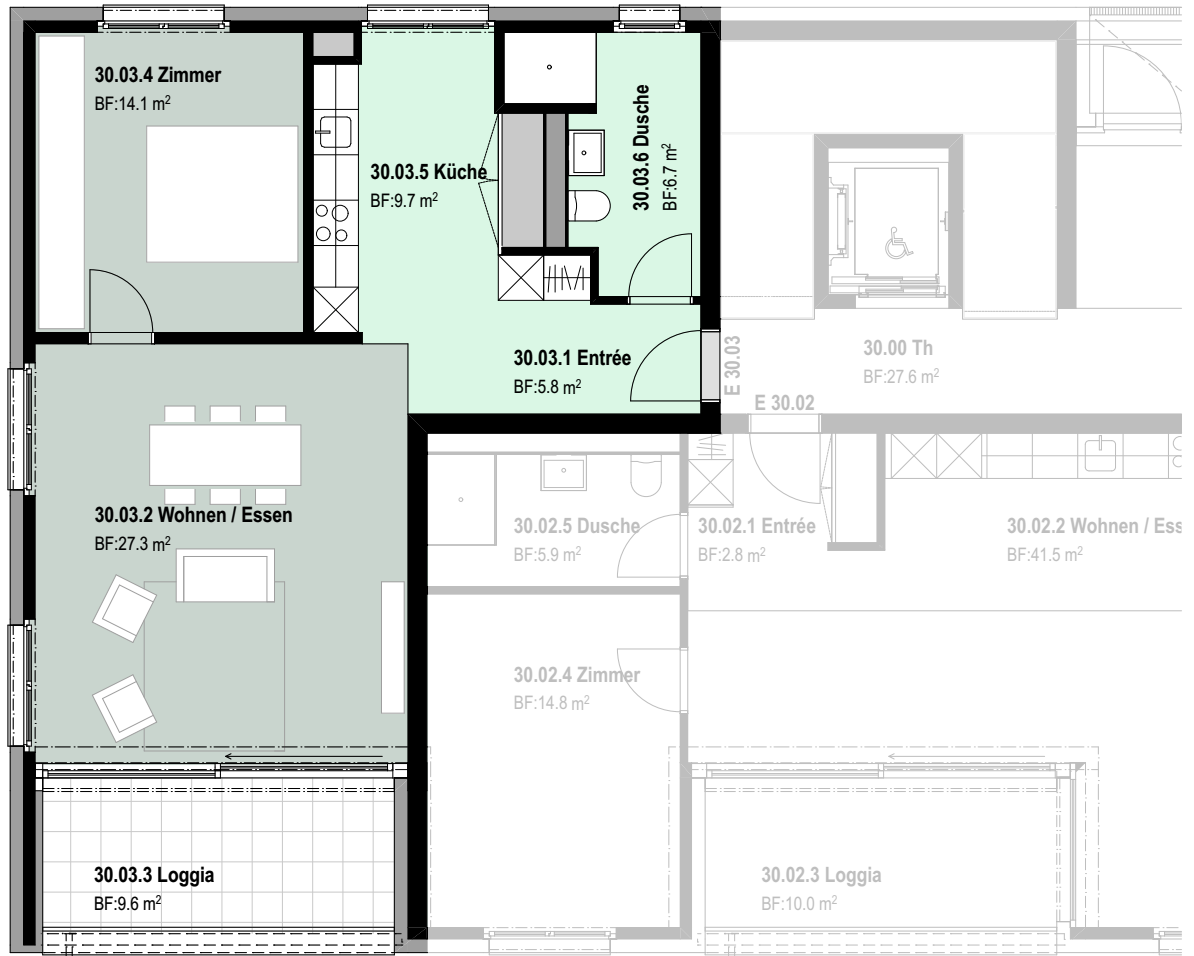 30.03.4 Zimmer
BF:14.1 m²
30.03.5 Küche
BF:9.7 m²
30.03.6 Dusche
BF:6.7 m²
30.03.1 Entrée
BF:5.8 m²
E 30.03
E 30.02
30.00 Th
BF:27.6 m²
30.03.2 Wohnen / Essen
BF:27.3 m²
30.02.5 Dusche
BF:5.9 m²
30.02.1 Entrée
BF:2.8 m²
30.02.2 Wohnen / Ess
BF:41.5 m²
30.02.4 Zimmer
BF:14.8 m²
30.03.3 Loggia
BF:9.6 m²
30.02.3 Loggia
BF:10.0 m²